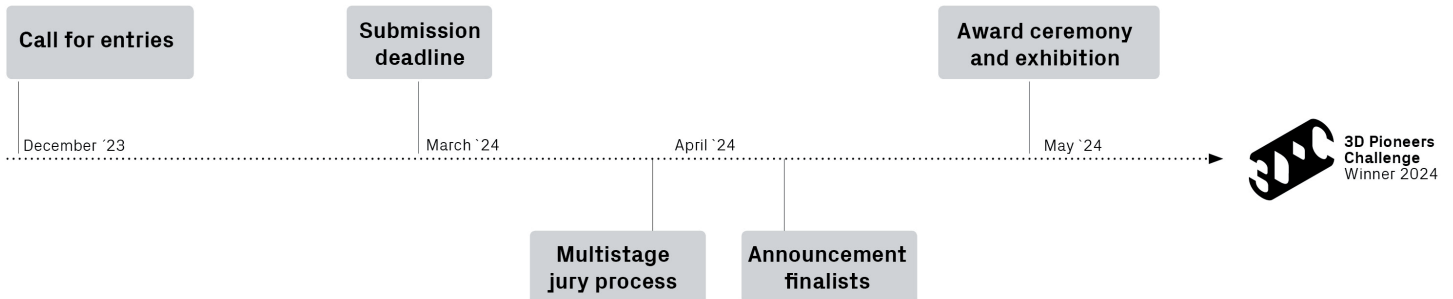 Call for entries
Submission
deadline
Award ceremony
and exhibition
December ´23
March `24
April `24
May `24
3D
3D Pioneers
Challenge
Winner 2024
Multistage
jury process
Announcement
finalists